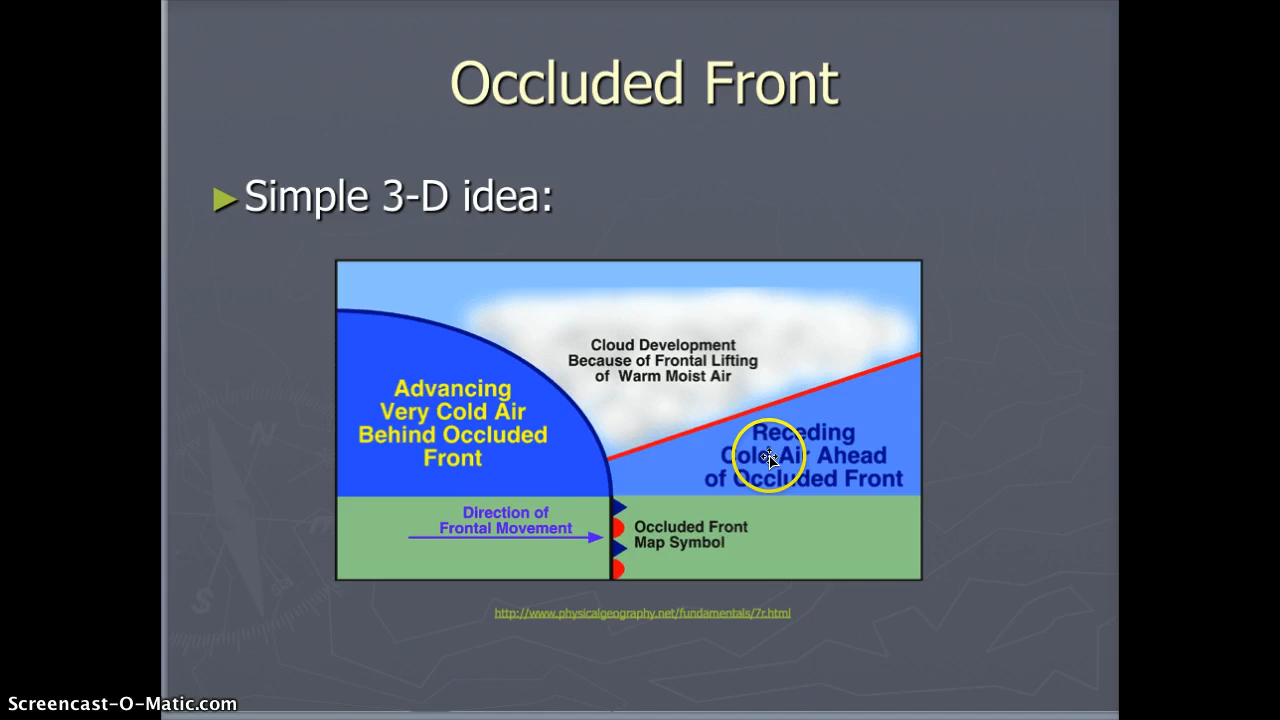 Occluded Front
Simple 3-D idea:
Cloud Development
Because of Frontal Lifting
of Warm Moist Air
Advancing
Very Cold Air
Behind Occluded
Front
Receding
Cold Air Ahead
of Occluded Front
Direction of
Frontal Movement
Occluded Front
Map Symbol
http://www.physicalgeography.net/fundamentals/7r.html
N
S
Screencast-O-Matic.com